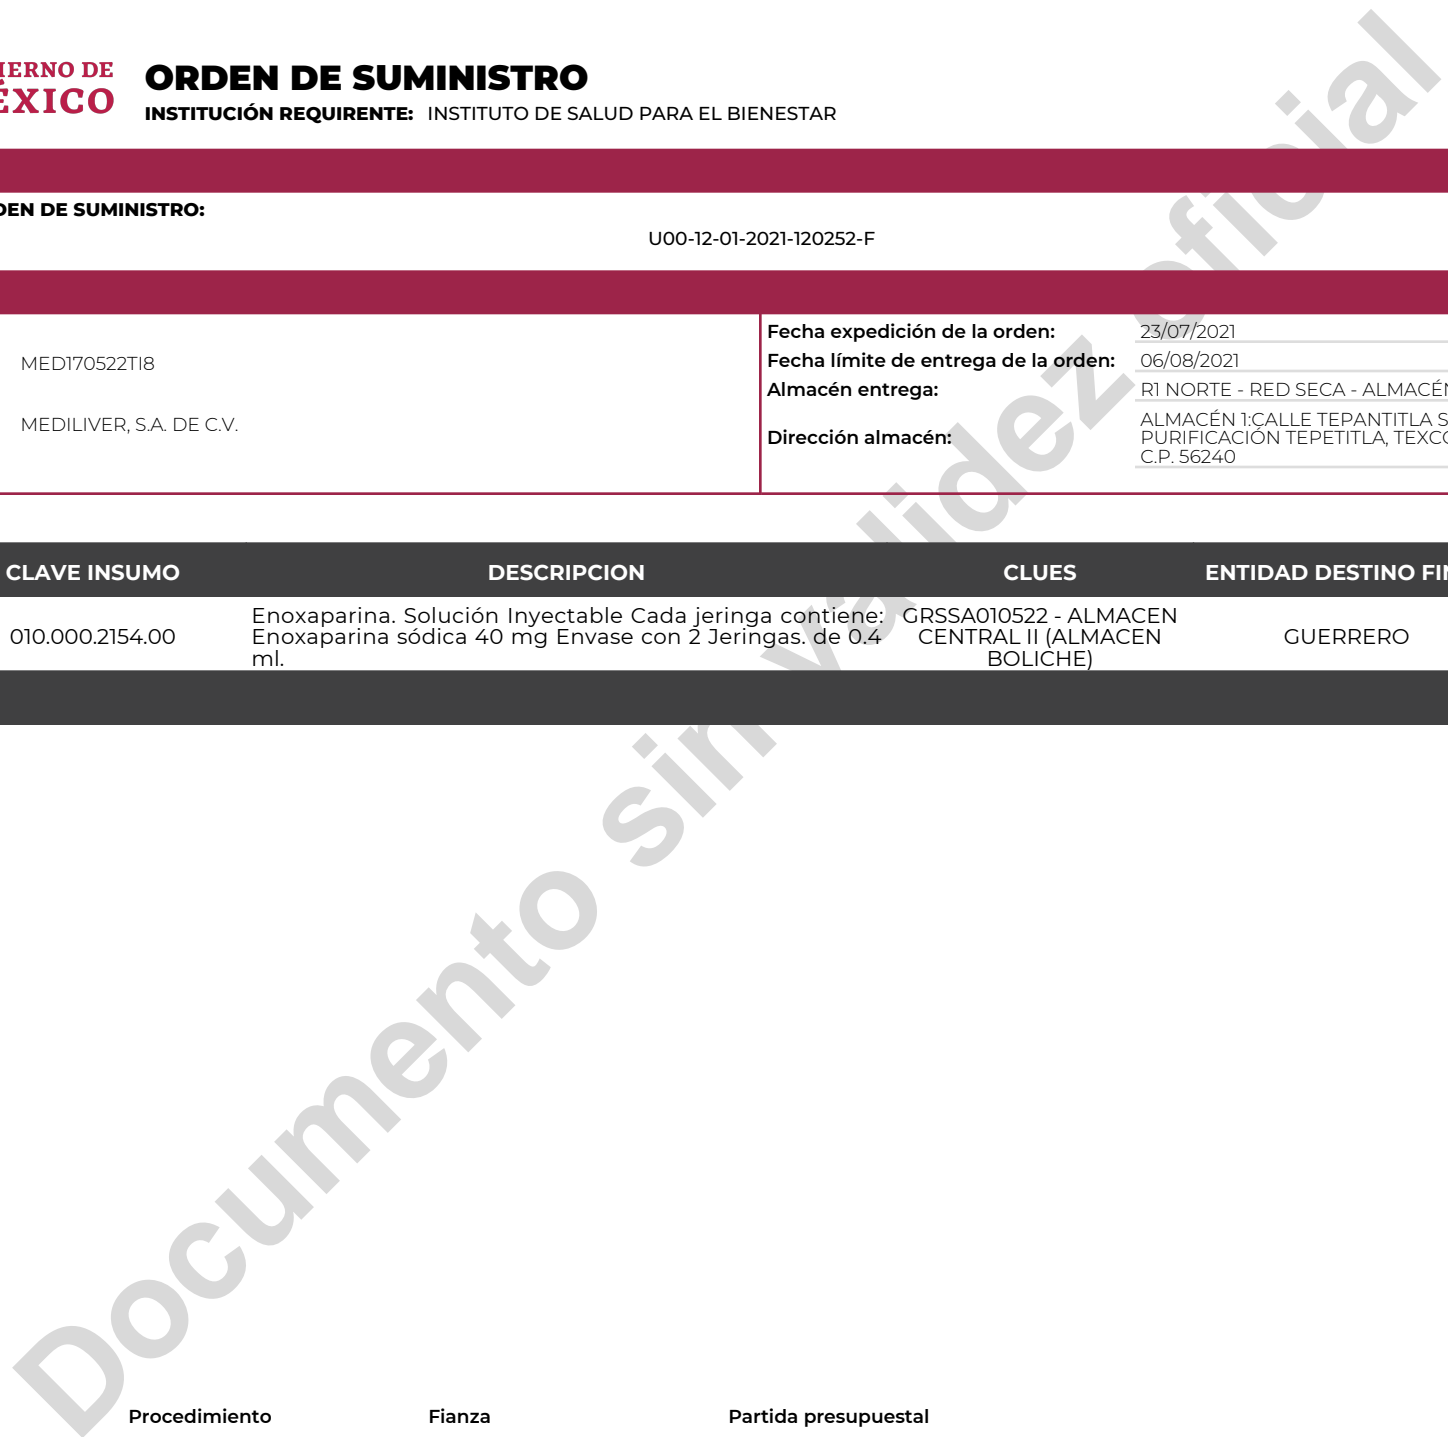 IERNO DE
ÉXICO
ORDEN DE SUMINISTRO
INSTITUCIÓN REQUIRENTE: INSTITUTO DE SALUD PARA EL BIENESTAR
DEN DE SUMINISTRO:
U00-12-01-2021-120252-F
MED170522TI8
MEDILIVER, S.A. DE C.V.
Fecha expedición de la orden: 23/07/2021
Fecha límite de entrega de la orden: 06/08/2021
Almacén entrega: R1 NORTE - RED SECA - ALMACÉN
Dirección almacén: ALMACÉN 1:CALLE TEPANTITLA S
PURIFICACIÓN TEPETITLA, TEXCO
C.P. 56240
CLAVE INSUMO DESCRIPCION CLUES ENTIDAD DESTINO FIN
010.000.2154.00
Enoxaparina. Solución Inyectable Cada jeringa contiene:
Enoxaparina sódica 40 mg Envase con 2 Jeringas. de 0.4
ml.
GRSSA010522 - ALMACEN
CENTRAL II (ALMACEN
BOLICHE)
GUERRERO
Documento sin validez oficial
Procedimiento Fianza Partida presupuestal